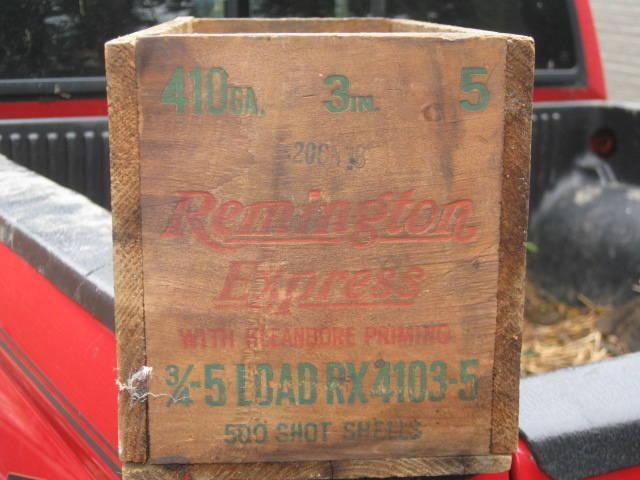 410GA. 3IN. 5
Remington
Express
WITH KLEANBORE PRIMING
3/4-5 LOAD RX4103-5
500 SHOT SHELLS